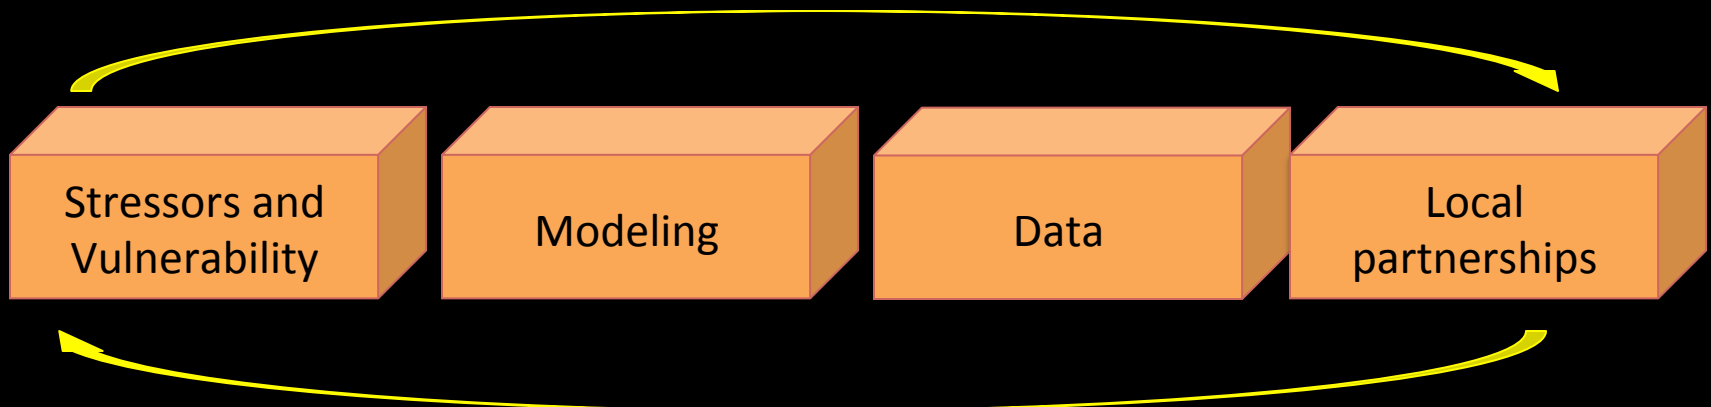 Stressors and
Vulnerability
Modeling
Data
Local
partnerships